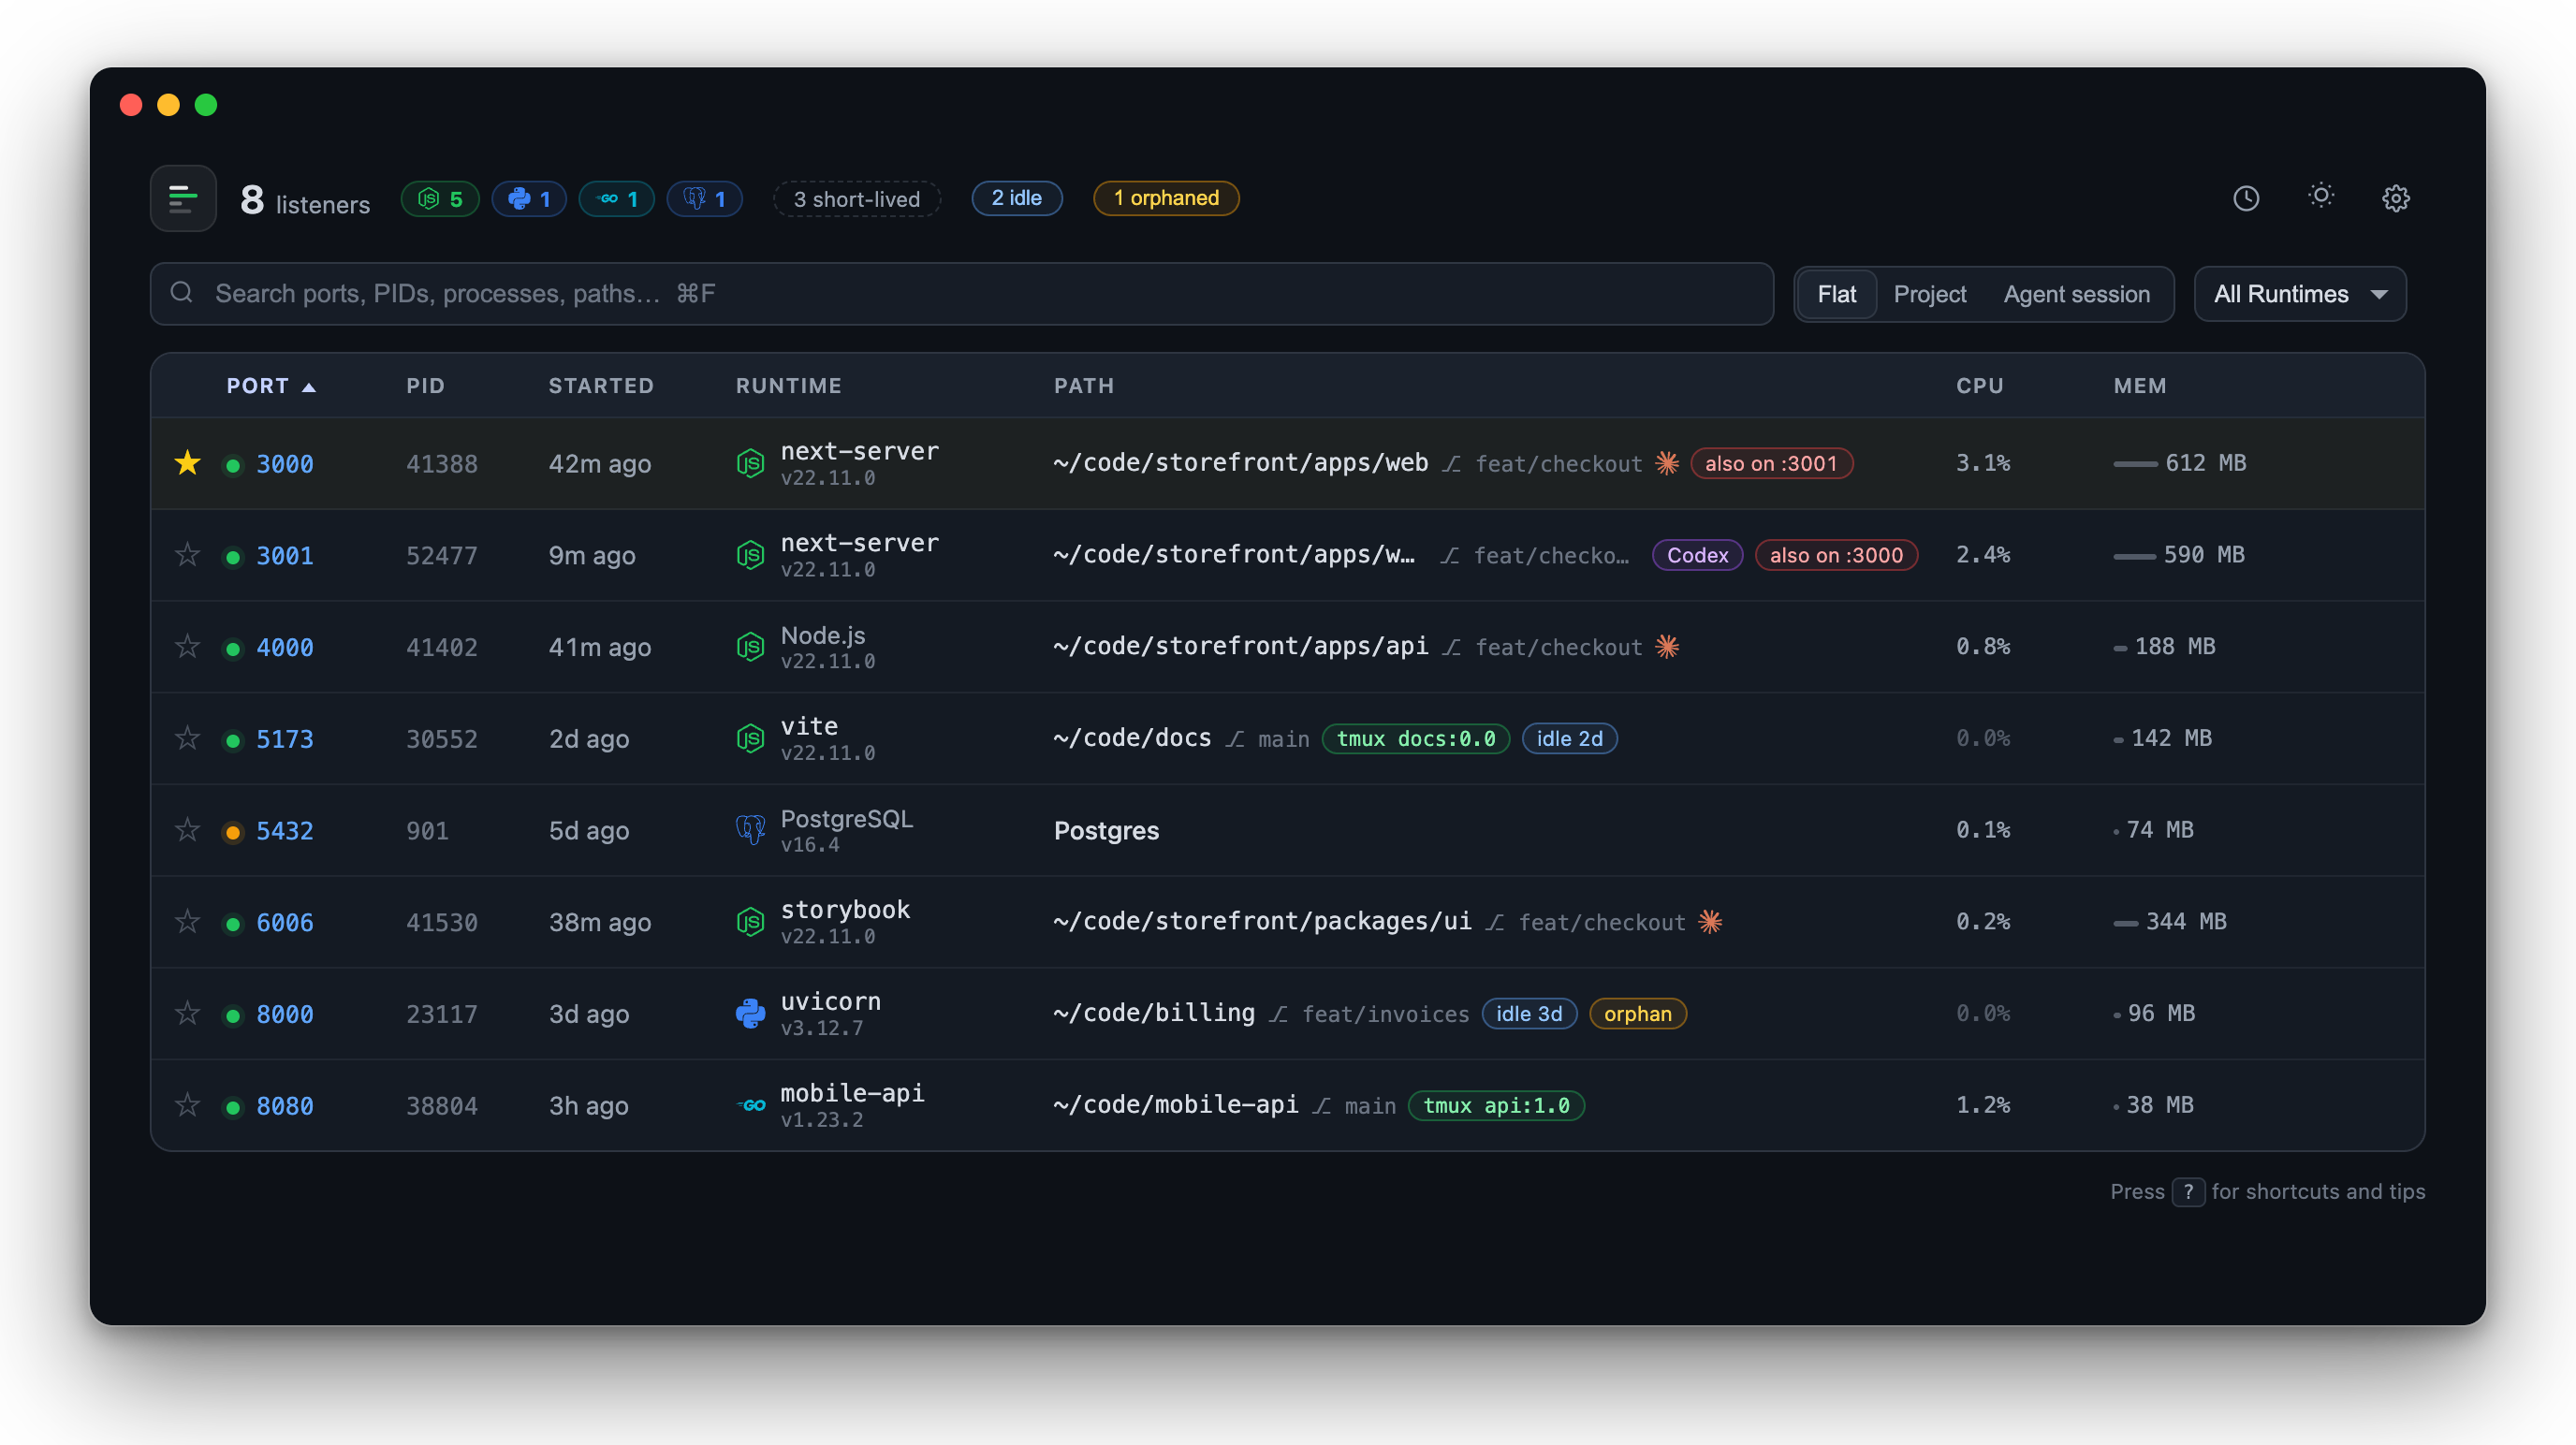 8 listeners 5 1 GO 1 1 3 short-lived 2 idle 1 orphaned
Search ports, PIDs, processes, paths… ⌘F Flat Project Agent session All Runtimes
PORT PID STARTED RUNTIME PATH CPU MEM
3000 41388 42m ago JS next-server ~/code/storefront/apps/web feat/checkout also on :3001 3.1% 612 MB
v22.11.0
3001 52477 9m ago JS next-server ~/code/storefront/apps/w… feat/checko… Codex also on :3000 2.4% 590 MB
v22.11.0
4000 41402 41m ago JS Node.js ~/code/storefront/apps/api feat/checkout 0.8% 188 MB
v22.11.0
5173 30552 2d ago JS vite ~/code/docs main tmux docs:0.0 idle 2d 0.0% 142 MB
v22.11.0
5432 901 5d ago PostgreSQL Postgres 0.1% 74 MB
v16.4
6006 41530 38m ago JS storybook ~/code/storefront/packages/ui feat/checkout 0.2% 344 MB
v22.11.0
8000 23117 3d ago uvicorn ~/code/billing feat/invoices idle 3d orphan 0.0% 96 MB
v3.12.7
8080 38804 3h ago GO mobile-api ~/code/mobile-api main tmux api:1.0 1.2% 38 MB
v1.23.2
Press ? for shortcuts and tips